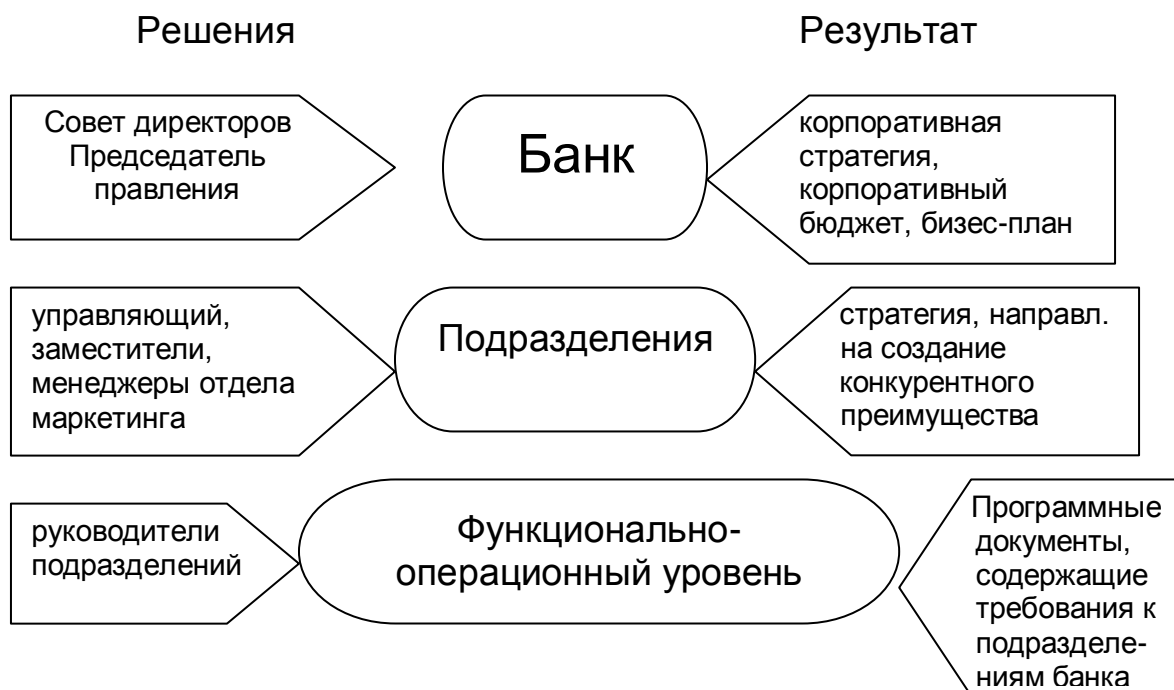 Решения
Результат
Совет директоров
Председатель
правления
Банк
корпоративная
стратегия,
корпоративный
бюджет, бизес-план
управляющий,
заместители,
менеджеры отдела
маркетинга
Подразделения
стратегия, направл.
на создание
конкурентного
преимущества
руководители
подразделений
Функционально-
операционный уровень
Программные
документы,
содержащие
требования к
подразделе-
ниям банка